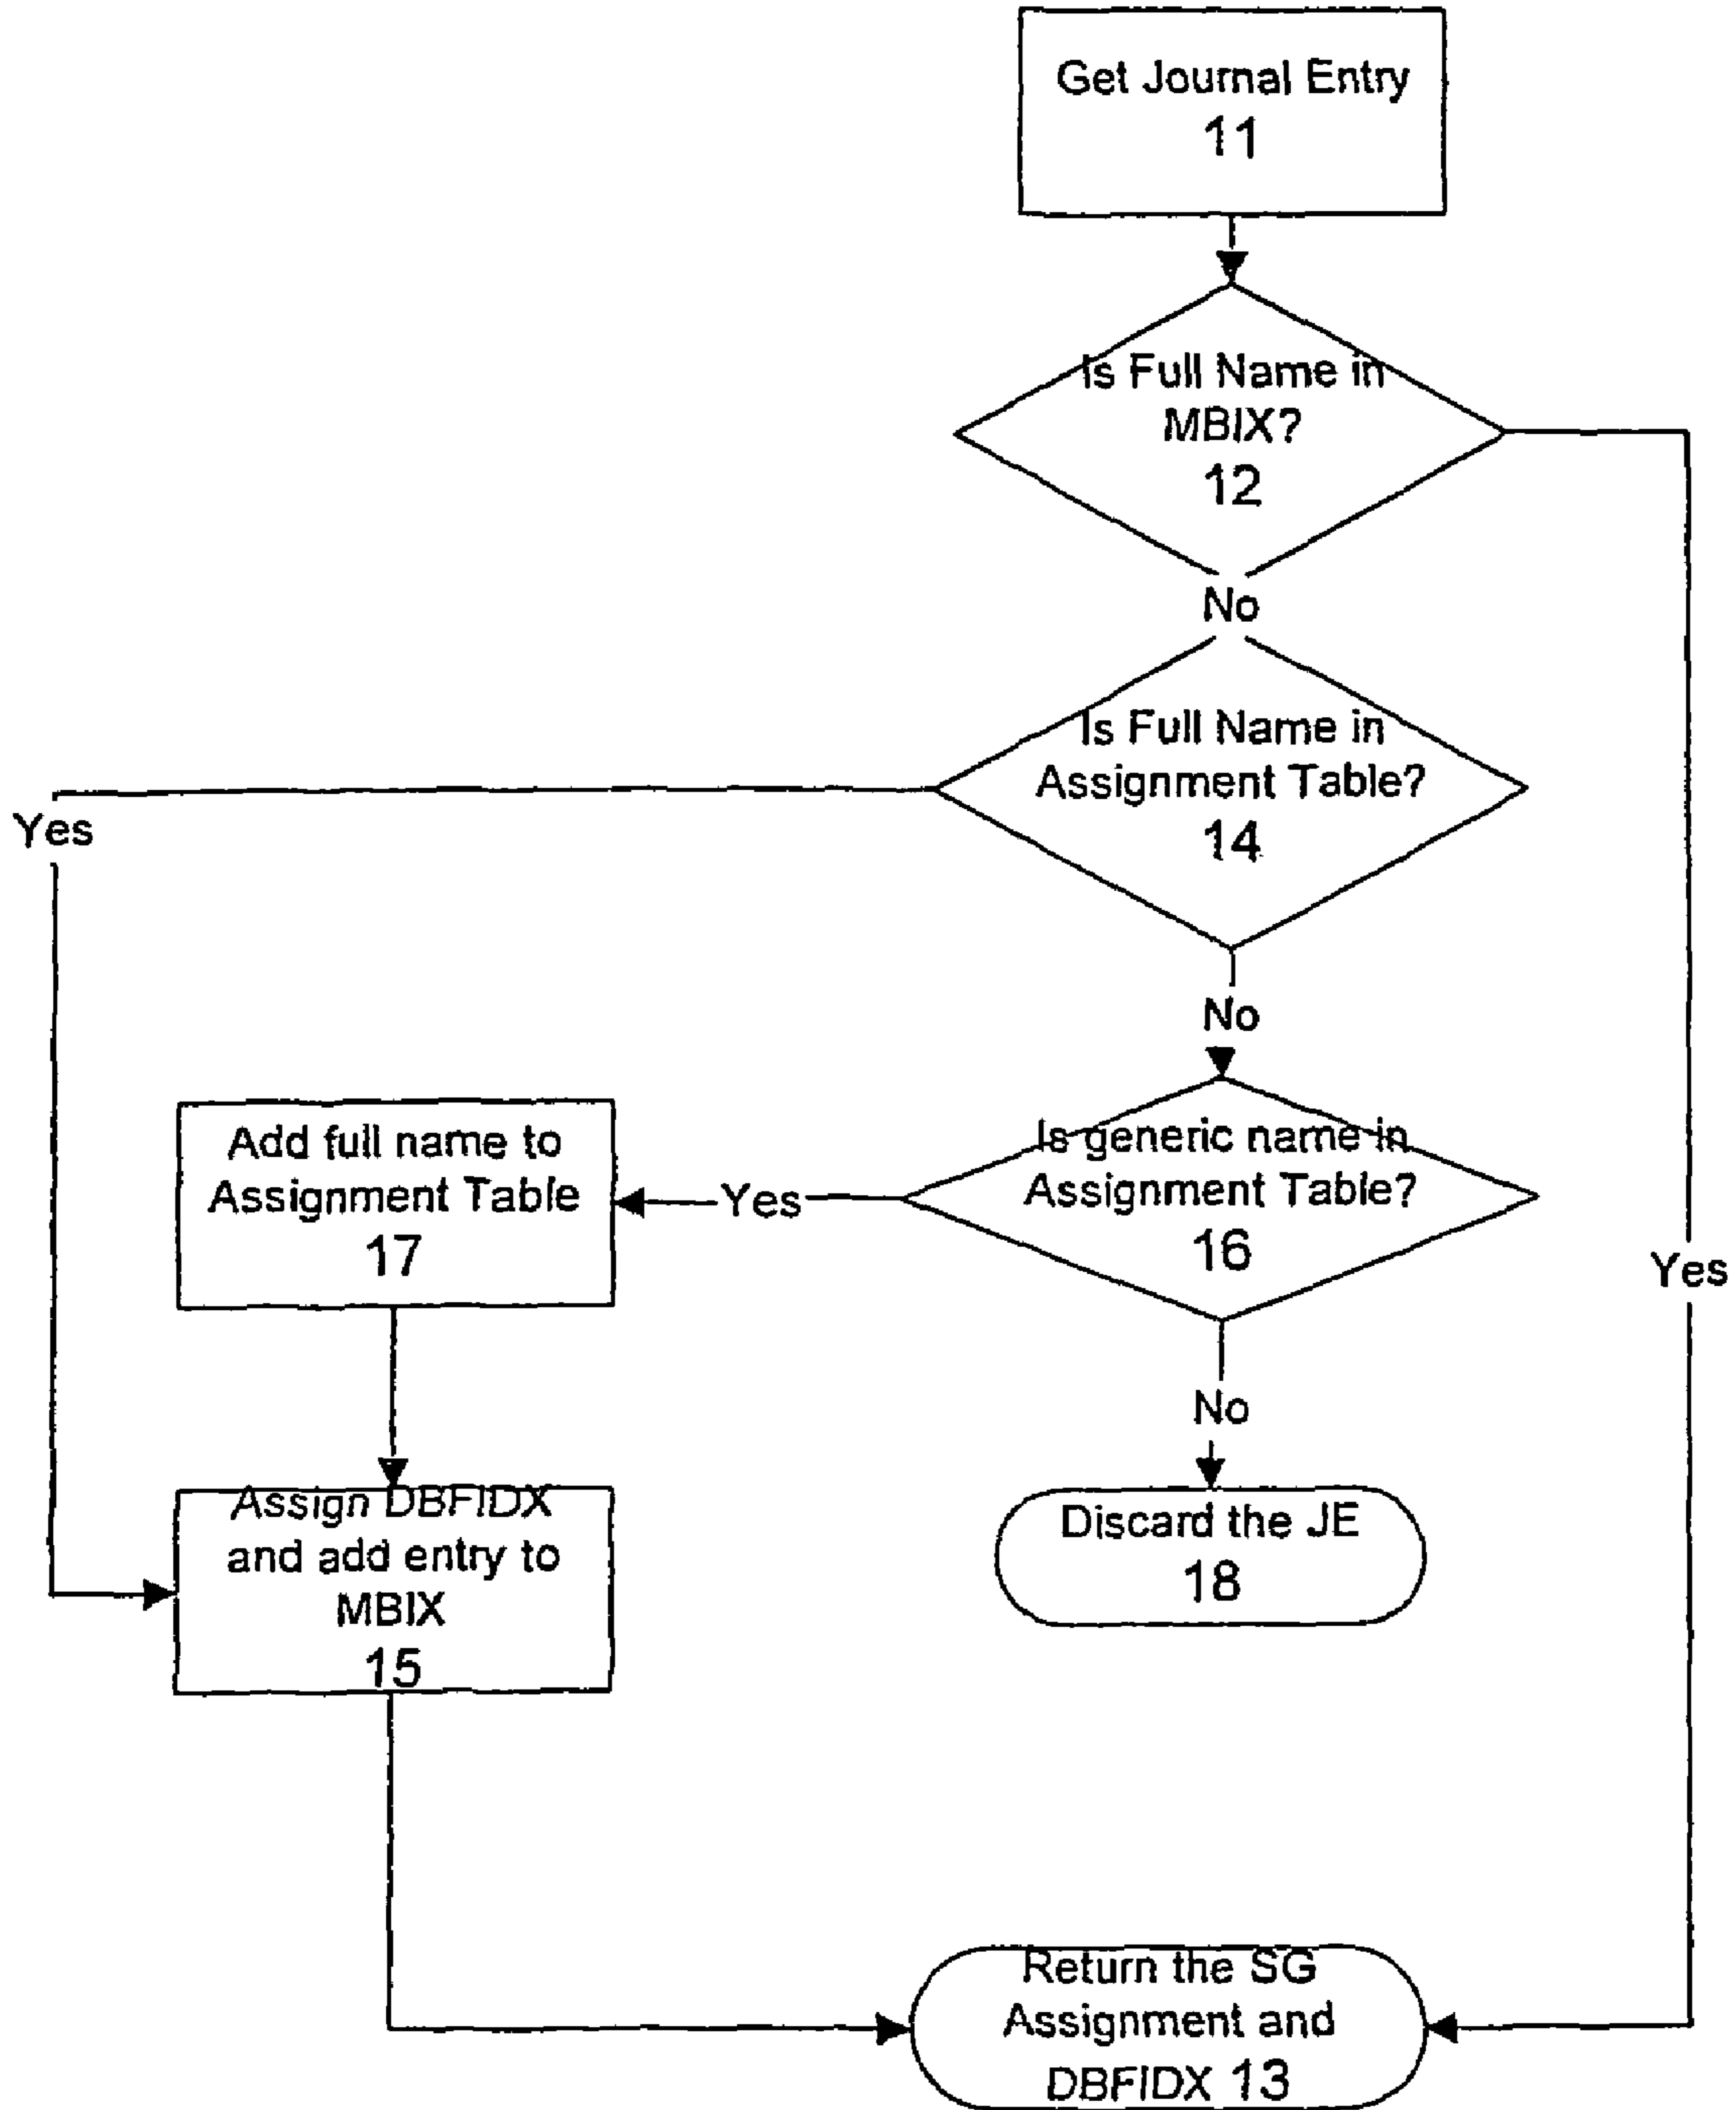 Get Journal Entry
11
Is Full Name in
MBIX?
12
No
Is Full Name in
Assignment Table?
14
Yes
No
Is generic name in
Assignment Table?
16
Yes
Add full name to
Assignment Table
17
Yes
No
Assign DBFIDX
and add entry to
MBIX
15
Discard the JE
18
Return the SG
Assignment and
DBFIDX 13